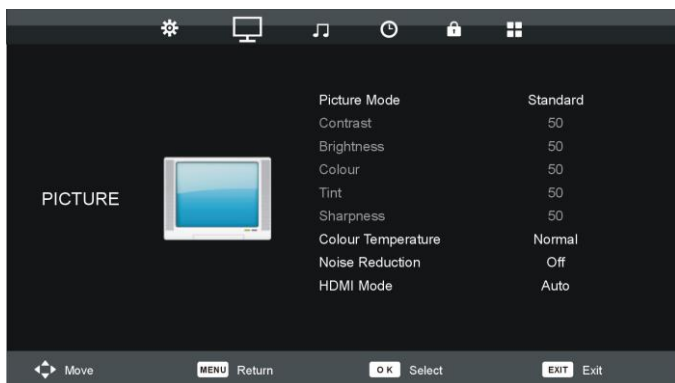 Picture Mode Standard
Contrast 50
Brightness 50
Colour 50
Tint 50
PICTURE
Sharpness 50
Colour Temperature Normal
Noise Reduction Off
HDMI Mode Auto
Move MENU Return OK Select EXIT Exit